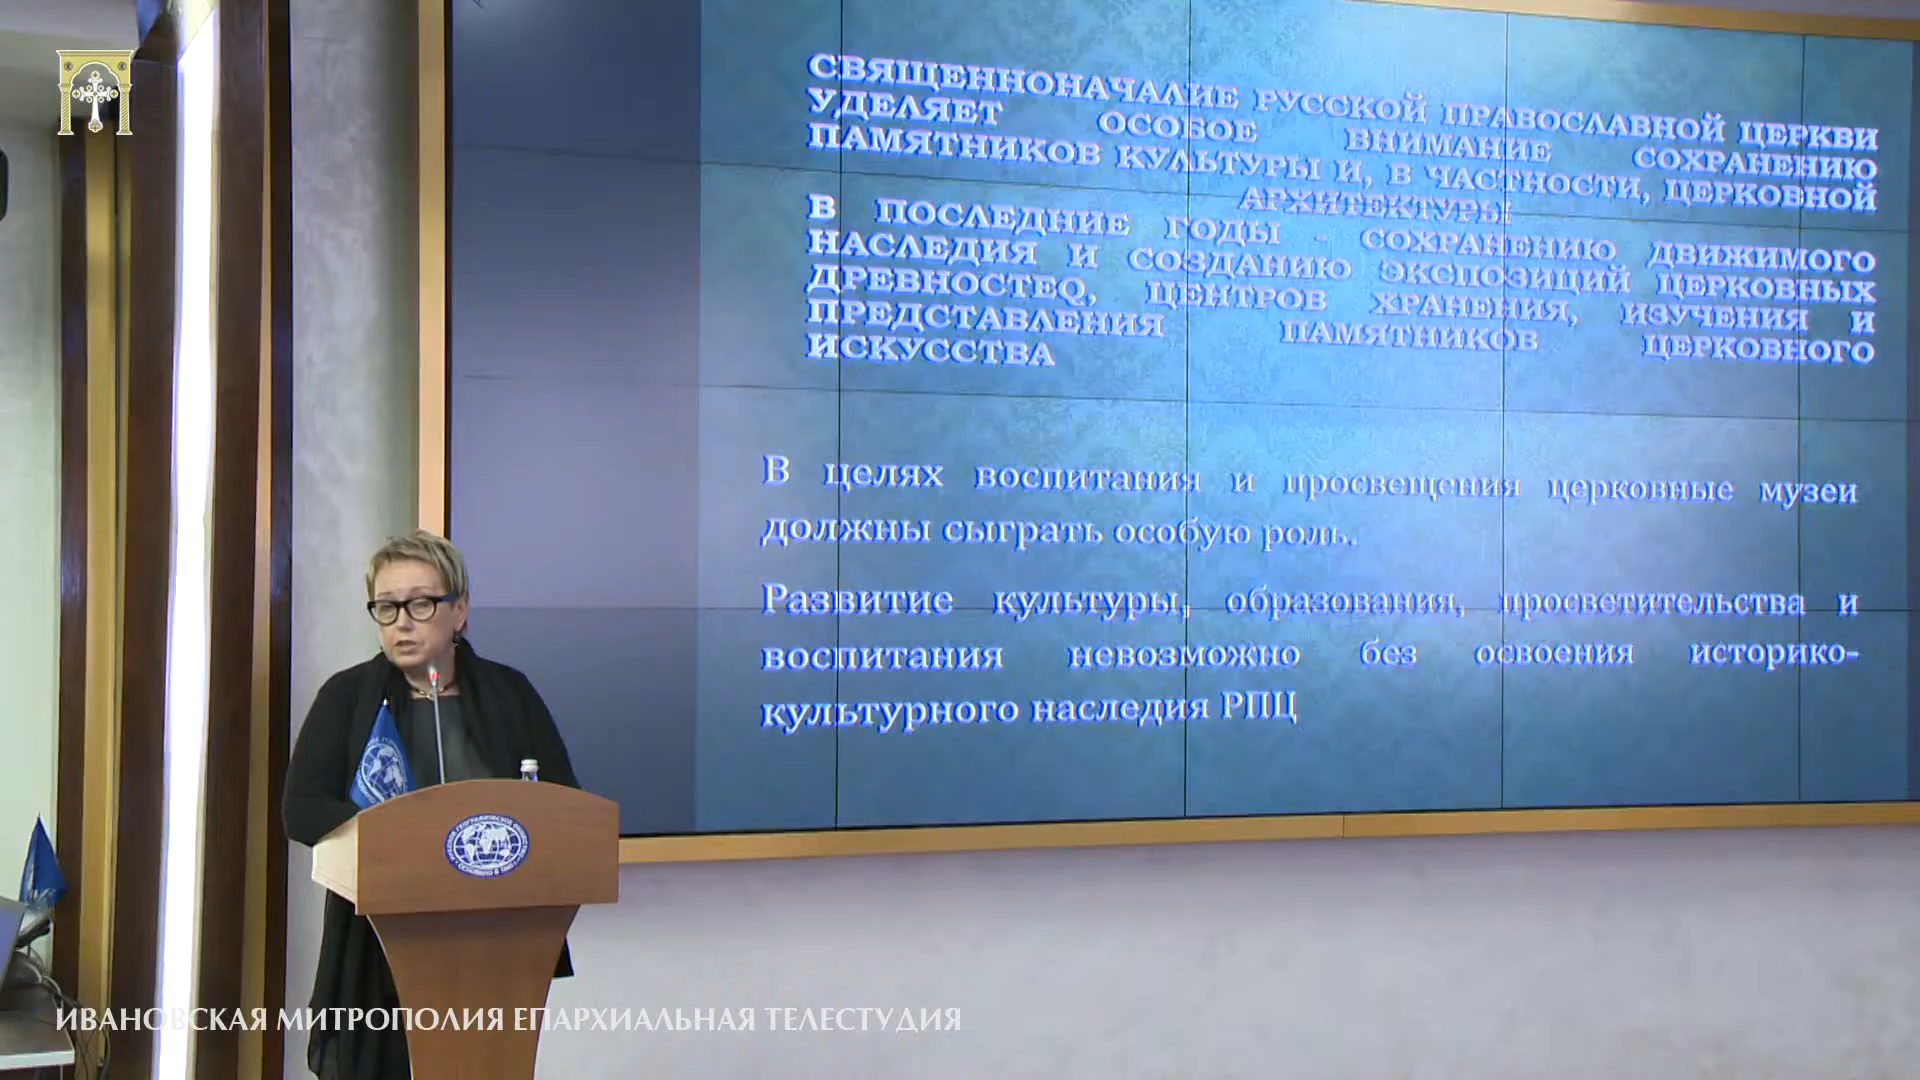 СВЯЩЕННОНАЧАЛИЕ РУССКОЙ ПРАВОСЛАВНОЙ ЦЕРКВИ
УДЕЛЯЕТ ОСОБОЕ ВНИМАНИЕ СОХРАНЕНИЮ
ПАМЯТНИКОВ КУЛЬТУРЫ И, В ЧАСТНОСТИ, ЦЕРКОВНОЙ
АРХИТЕКТУРЫ
В ПОСЛЕДНИЕ ГОДЫ - СОХРАНЕНИЮ ДВИЖИМОГО
НАСЛЕДИЯ И СОЗДАНИЮ ЭКСПОЗИЦИЙ ЦЕРКОВНЫХ
ДРЕВНОСТЕQ, ЦЕНТРОВ ХРАНЕНИЯ, ИЗУЧЕНИЯ И
ПРЕДСТАВЛЕНИЯ ПАМЯТНИКОВ ЦЕРКОВНОГО
ИСКУССТВА
В целях воспитания и просвещения церковные музеи
должны сыграть особую роль.
Развитие культуры, образования, просветительства и
воспитания невозможно без освоения историко-
культурного наследия РПЦ
ИВАНОВСКАЯ МИТРОПОЛИЯ ЕПАРХИАЛЬНАЯ ТЕЛЕСТУДИЯ